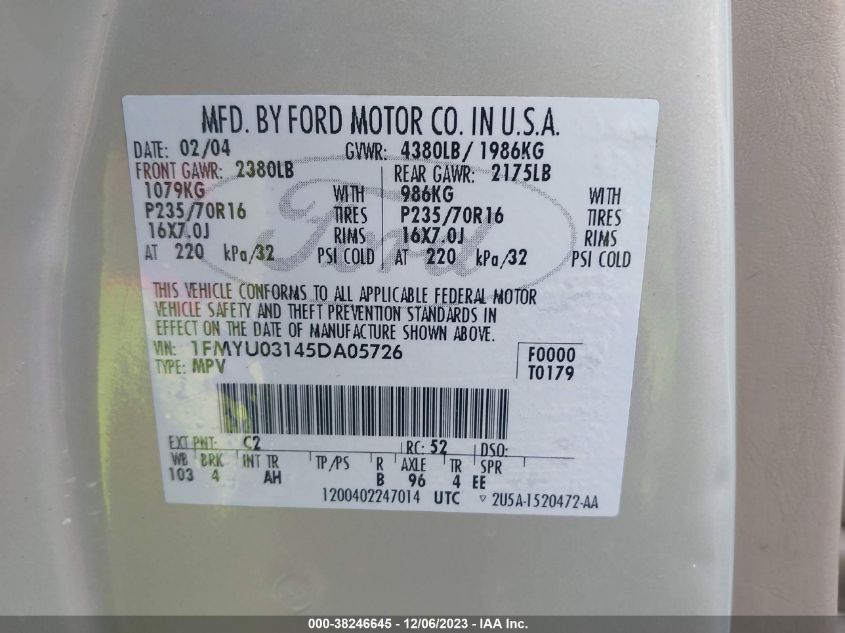 MFD. BY FORD MOTOR CO. IN U.S.A.
DATE: 02/04 GVWR: 4380LB/ 1986KG
FRONT GAWR: 2380LB REAR GAWR: 2175LB
1079KG WITH 986KG WITH
P235/70R16 TIRES P235/70R16 TIRES
16X7.0J RIMS 16X7.0J RIMS
AT 220 kPa/32 PSI COLD AT 220 kPa/32 PSI COLD
Ford
THIS VEHICLE CONFORMS TO ALL APPLICABLE FEDERAL MOTOR
VEHICLE SAFETY AND THEFT PREVENTION STANDARDS IN
EFFECT ON THE DATE OF MANUFACTURE SHOWN ABOVE.
VIN: 1FMYU03145DA05726 F0000
TYPE: MPV T0179
EXT PNT: C2 RC: 52 DSO:
WB BRK INT TR TP/PS R AXLE TR SPR
103 4 AH B 96 4 EE
1200402247014 UTC ▽ 2U5A-1520472-AA
000-38246645 - 12/06/2023 - IAA Inc.